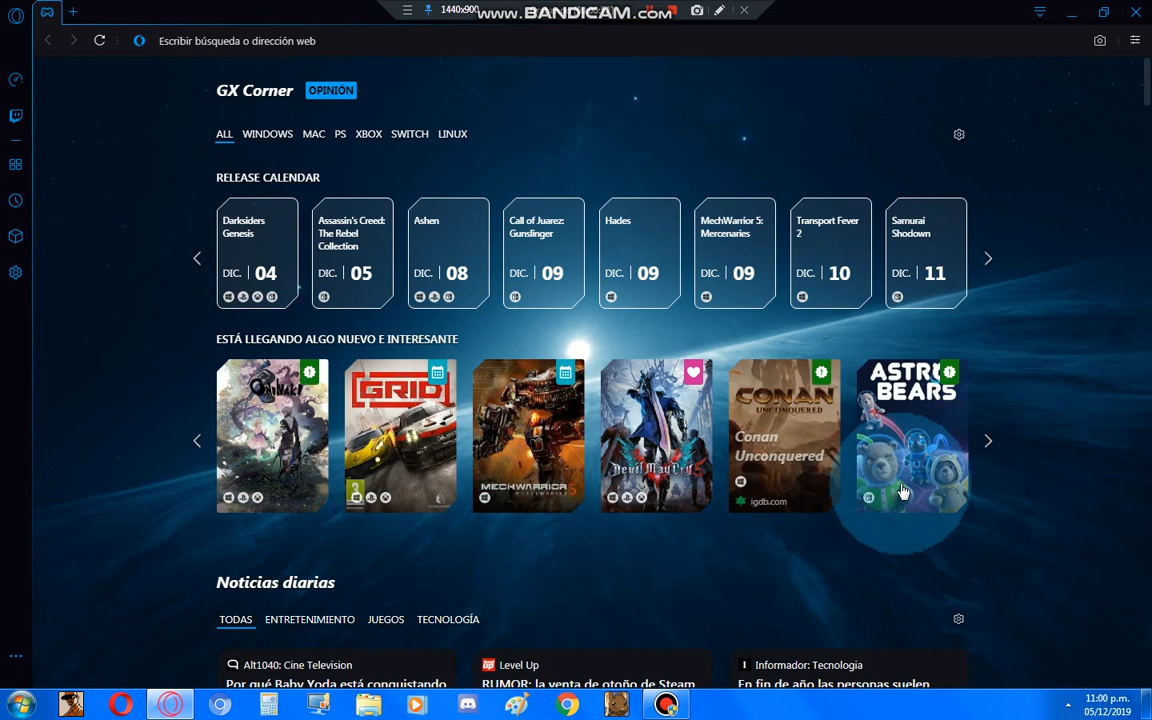 1440x900
www.BANDICAM.com
Escribir búsqueda o dirección web
GX Corner OPINIÓN
ALL WINDOWS MAC PS XBOX SWITCH LINUX
RELEASE CALENDAR
Darksiders
Genesis
DIC. 04
Assassin's Creed:
The Rebel
Collection
DIC. 05
Ashen
DIC. 08
Call of Juarez:
Gunslinger
DIC. 09
Hades
DIC. 09
MechWarrior 5:
Mercenaries
DIC. 09
Transport Fever
2
DIC. 10
Samurai
Shodown
DIC. 11
ESTÁ LLEGANDO ALGO NUEVO E INTERESANTE
ONINAKI
GRID
3
MECHWARRIOR 5
Devil May Cry
CONAN
UNCONQUERED
Conan
Unconquered
igdb.com
ASTRO
BEARS
Noticias diarias
TODAS ENTRETENIMIENTO JUEGOS TECNOLOGÍA
Alt1040: Cine Television
Por qué Baby Yoda está conquistando
up Level Up
RUMOR: la venta de otoño de Steam
I Informador: Tecnologia
En fin de año las personas suelen
11:00 p.m.
05/12/2019